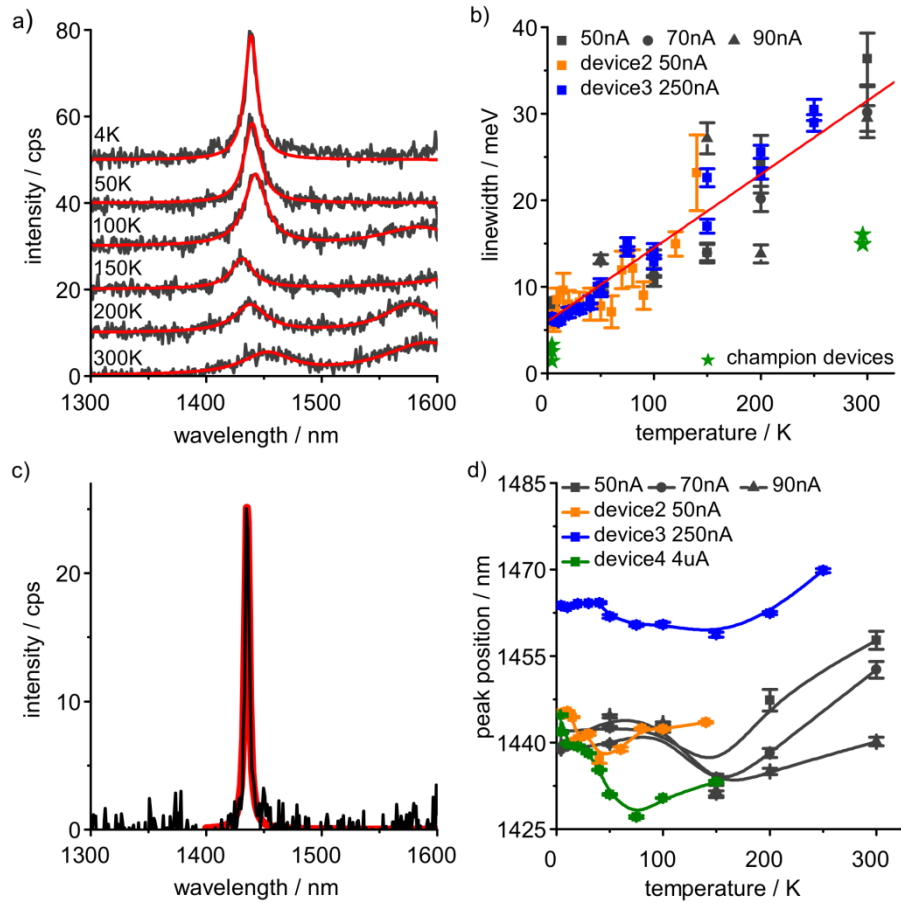 a)
80
60
40
20
0
intensity / cps
4K
50K
100K
150K
200K
300K
1300 1400 1500 1600
wavelength / nm
b)
40
30
20
10
0
linewidth / meV
50nA 70nA 90nA
device2 50nA
device3 250nA
champion devices
0 100 200 300
temperature / K
c)
20
10
0
intensity / cps
1300 1400 1500 1600
wavelength / nm
d)
1485
1470
1455
1440
1425
peak position / nm
50nA 70nA 90nA
device2 50nA
device3 250nA
device4 4uA
0 100 200 300
temperature / K